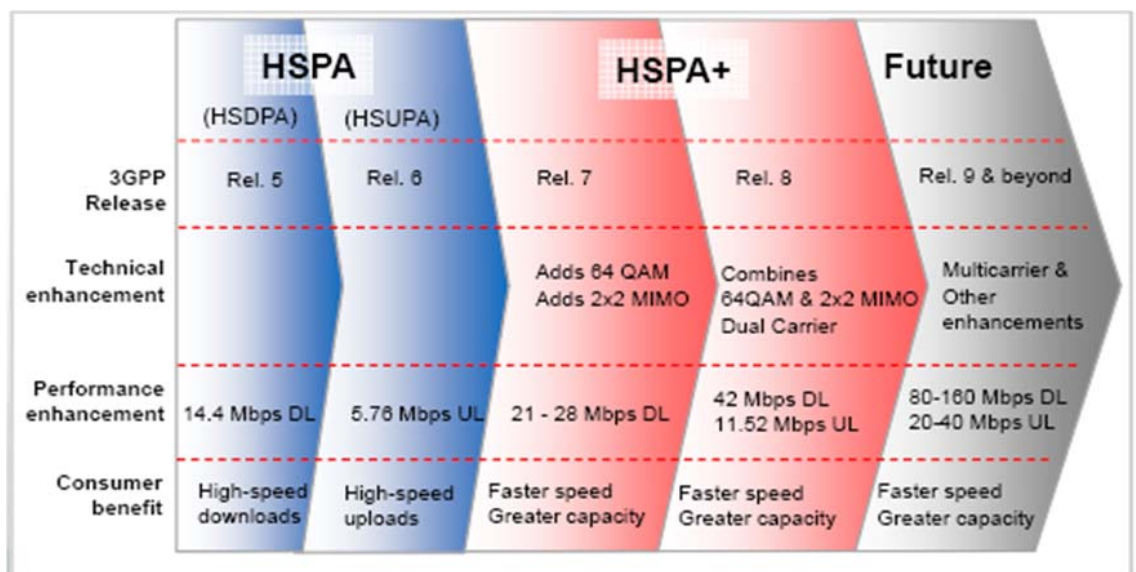 HSPA
HSPA+
Future
(HSDPA)
(HSUPA)
3GPP
Release
Rel. 5
Rel. 6
Rel. 7
Rel. 8
Rel. 9 & beyond
Technical
enhancement
Adds 64 QAM
Adds 2x2 MIMO
Combines
64QAM & 2x2 MIMO
Dual Carrier
Multicarrier &
Other
enhancements
Performance
enhancement
14.4 Mbps DL
5.76 Mbps UL
21 - 28 Mbps DL
42 Mbps DL
11.52 Mbps UL
80-160 Mbps DL
20-40 Mbps UL
Consumer
benefit
High-speed
downloads
High-speed
uploads
Faster speed
Greater capacity
Faster speed
Greater capacity
Faster speed
Greater capacity